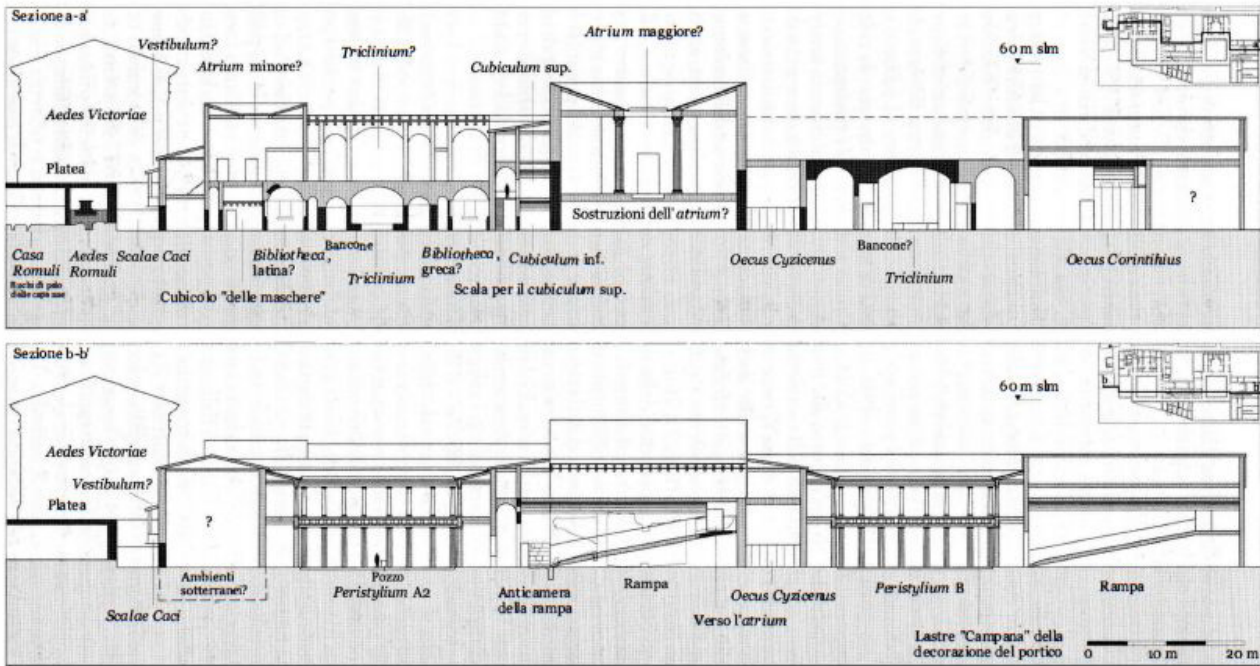 Sezione a-a'
Vestibulum?
Atrium minore?
Triclinium?
Cubiculum sup.
Atrium maggiore?
60 m slm
Aedes Victoriae
Platea
Sostruzioni dell'atrium?
?
Casa
Romuli
Aedes
Romuli
Scalae Caci
Bibliotheca,
latina?
Cubicolo "delle maschere"
Bancone
Triclinium
Bibliotheca,
greca?
Cubiculum inf.
Scala per il cubiculum sup.
Oecus Cyzicenus
Bancone?
Triclinium
Oecus Corinthius
Sezione b-b'
60 m slm
Aedes Victoriae
Vestibulum?
Platea
?
Ambienti
sotterranei?
Scalae Caci
Pozzo
Peristylium A2
Anticamera
della rampa
Rampa
Verso l'atrium
Oecus Cyzicenus
Peristylium B
Rampa
Lastre "Campana" della
decorazione del portico
0 10 m 20 m